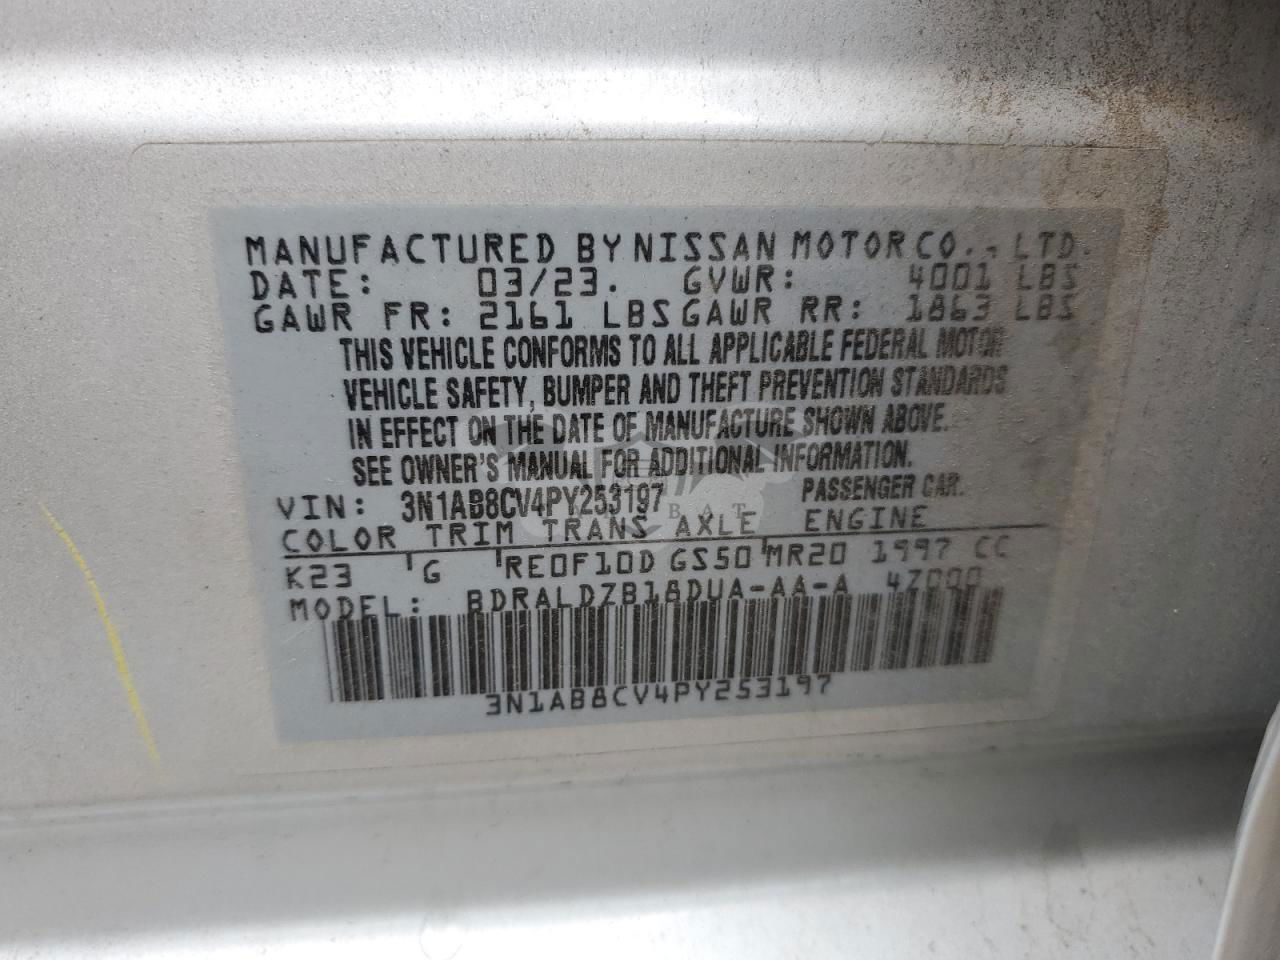 MANUFACTURED BY NISSAN MOTOR CO., LTD.
DATE: 03/23. GVWR: 4001 LBS
GAWR FR: 2161 LBS GAWR RR: 1863 LBS
THIS VEHICLE CONFORMS TO ALL APPLICABLE FEDERAL MOTOR
VEHICLE SAFETY, BUMPER AND THEFT PREVENTION STANDARDS
IN EFFECT ON THE DATE OF MANUFACTURE SHOWN ABOVE.
SEE OWNER'S MANUAL FOR ADDITIONAL INFORMATION.
VIN: 3N1AB8CV4PY253197 PASSENGER CAR.
COLOR TRIM TRANS AXLE ENGINE
K23 G RE0F10D GS50 MR20 1997 CC
MODEL: BDRALDZB18DUA-AA-A 4Z000
3N1AB8CV4PY253197